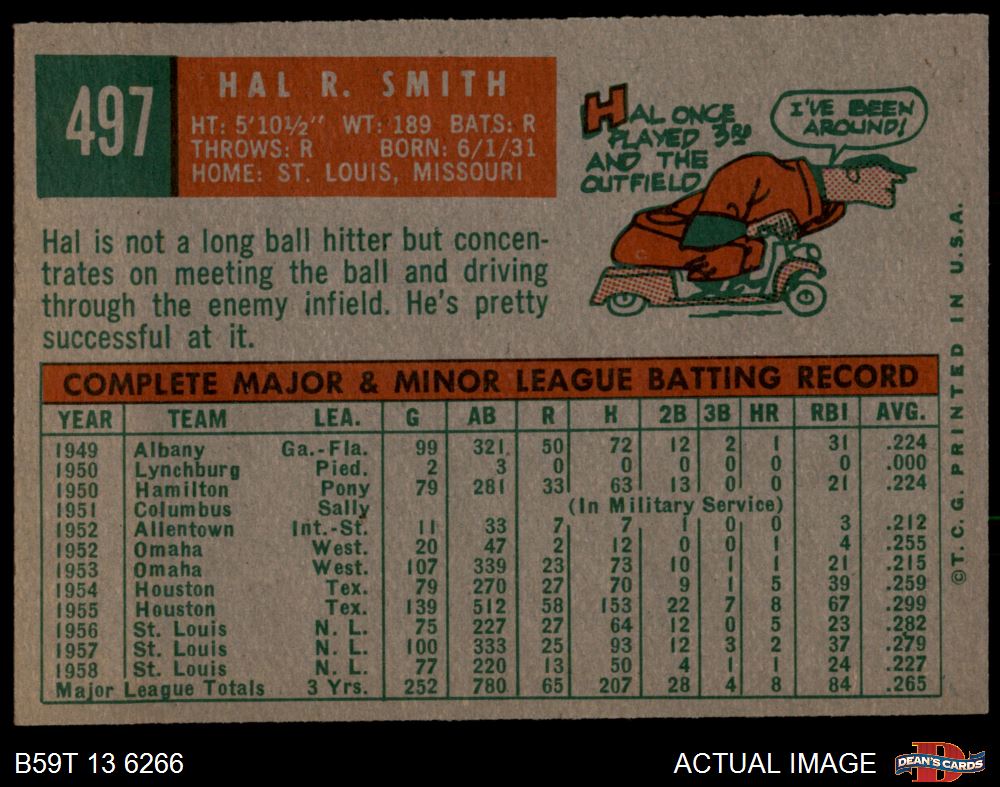 497
HAL R. SMITH
HT: 5'10½" WT: 189 BATS: R
THROWS: R BORN: 6/1/31
HOME: ST. LOUIS, MISSOURI
HAL ONCE
PLAYED 3RD
AND THE
OUTFIELD
I'VE BEEN
AROUND!
Hal is not a long ball hitter but concen-
trates on meeting the ball and driving
through the enemy infield. He's pretty
successful at it.
COMPLETE MAJOR & MINOR LEAGUE BATTING RECORD
YEAR TEAM LEA. G AB R H 2B 3B HR RBI AVG.
1949 Albany Ga.-Fla. 99 321 50 72 12 2 1 31 .224
1950 Lynchburg Pied. 2 3 0 0 0 0 0 0 .000
1950 Hamilton Pony 79 281 33 63 13 0 0 21 .224
1951 Columbus Sally (In Military Service)
1952 Allentown Int.-St. 11 33 7 7 1 0 0 3 .212
1952 Omaha West. 20 47 2 12 0 0 1 4 .255
1953 Omaha West. 107 339 23 73 10 1 1 21 .215
1954 Houston Tex. 79 270 27 70 9 1 5 39 .259
1955 Houston Tex. 139 512 58 153 22 7 8 67 .299
1956 St. Louis N. L. 75 227 27 64 12 0 5 23 .282
1957 St. Louis N. L. 100 333 25 93 12 3 2 37 .279
1958 St. Louis N. L. 77 220 13 50 4 1 1 24 .227
Major League Totals 3 Yrs. 252 780 65 207 28 4 8 84 .265
©T. C. G. PRINTED IN U.S.A.
B59T 13 6266
ACTUAL IMAGE
D
DEAN'S CARDS